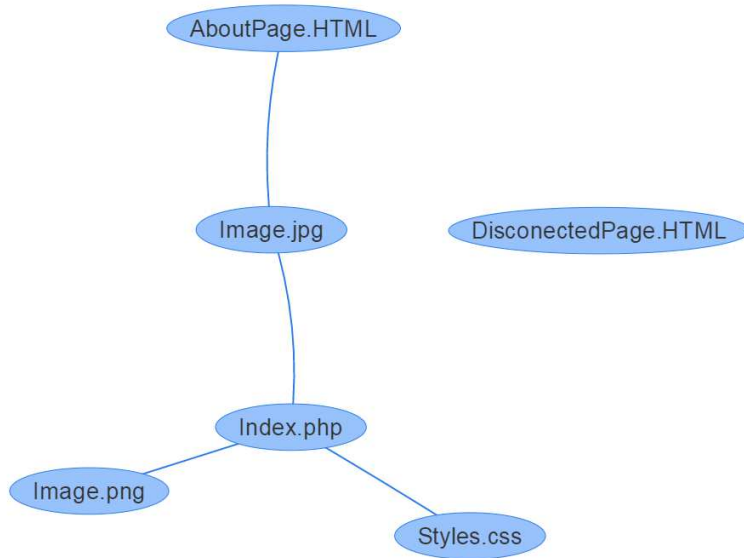 AboutPage.HTML
Image.jpg
DisconectedPage.HTML
Index.php
Image.png
Styles.css